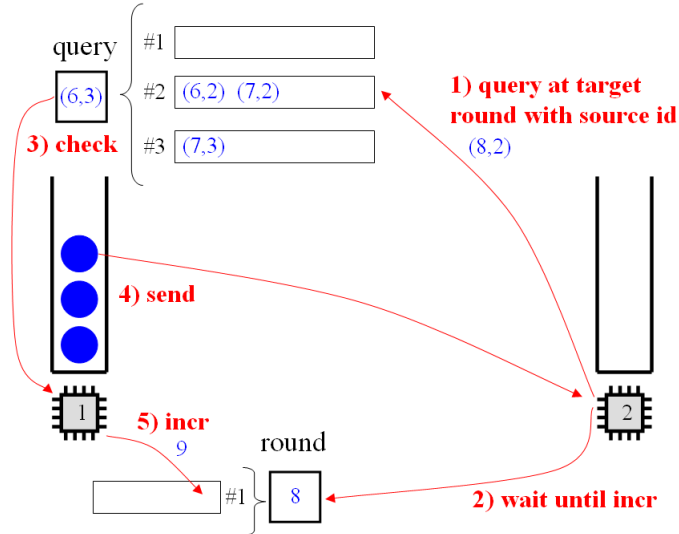 query
#1
(6,3)
#2
(6,2) (7,2)
#3
(7,3)
1) query at target
round with source id
(8,2)
3) check
4) send
1
2
5) incr
9
round
#1
8
2) wait until incr